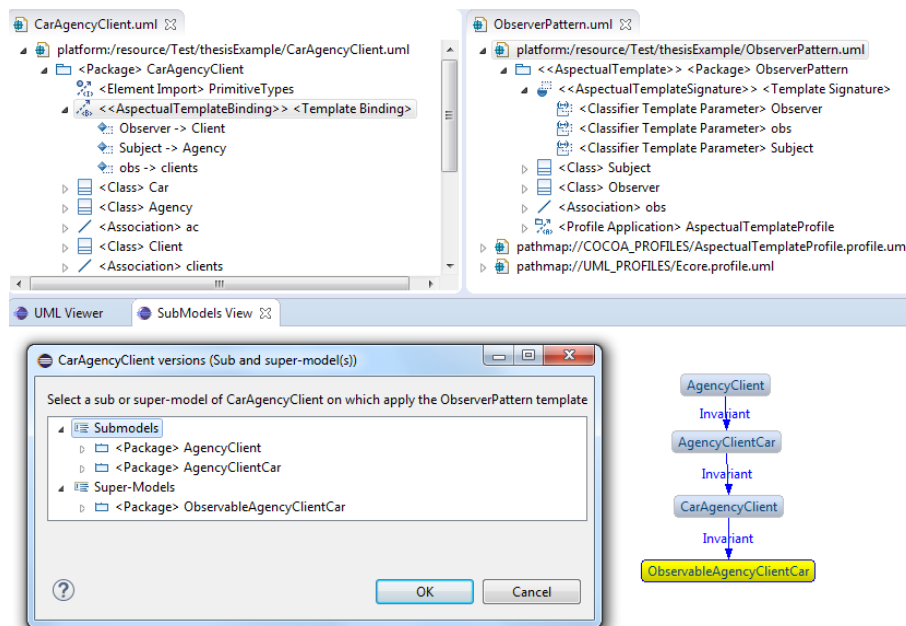 CarAgencyClient.uml
platform:/resource/Test/thesisExample/CarAgencyClient.uml
<Package> CarAgencyClient
<Element Import> PrimitiveTypes
<<AspectualTemplateBinding>> <Template Binding>
Observer -> Client
Subject -> Agency
obs -> clients
<Class> Car
<Class> Agency
<Association> ac
<Class> Client
<Association> clients
ObserverPattern.uml
platform:/resource/Test/thesisExample/ObserverPattern.uml
<<AspectualTemplate>> <Package> ObserverPattern
<<AspectualTemplateSignature>> <Template Signature>
<Classifier Template Parameter> Observer
<Classifier Template Parameter> obs
<Classifier Template Parameter> Subject
<Class> Subject
<Class> Observer
<Association> obs
<Profile Application> AspectualTemplateProfile
pathmap://COCOA_PROFILES/AspectualTemplateProfile.profile.um
pathmap://UML_PROFILES/Ecore.profile.uml
UML Viewer
SubModels View
CarAgencyClient versions (Sub and super-model(s))
Select a sub or super-model of CarAgencyClient on which apply the ObserverPattern template
Submodels
<Package> AgencyClient
<Package> AgencyClientCar
Super-Models
<Package> ObservableAgencyClientCar
?
OK
Cancel
AgencyClient
Invariant
AgencyClientCar
Invariant
CarAgencyClient
Invariant
ObservableAgencyClientCar